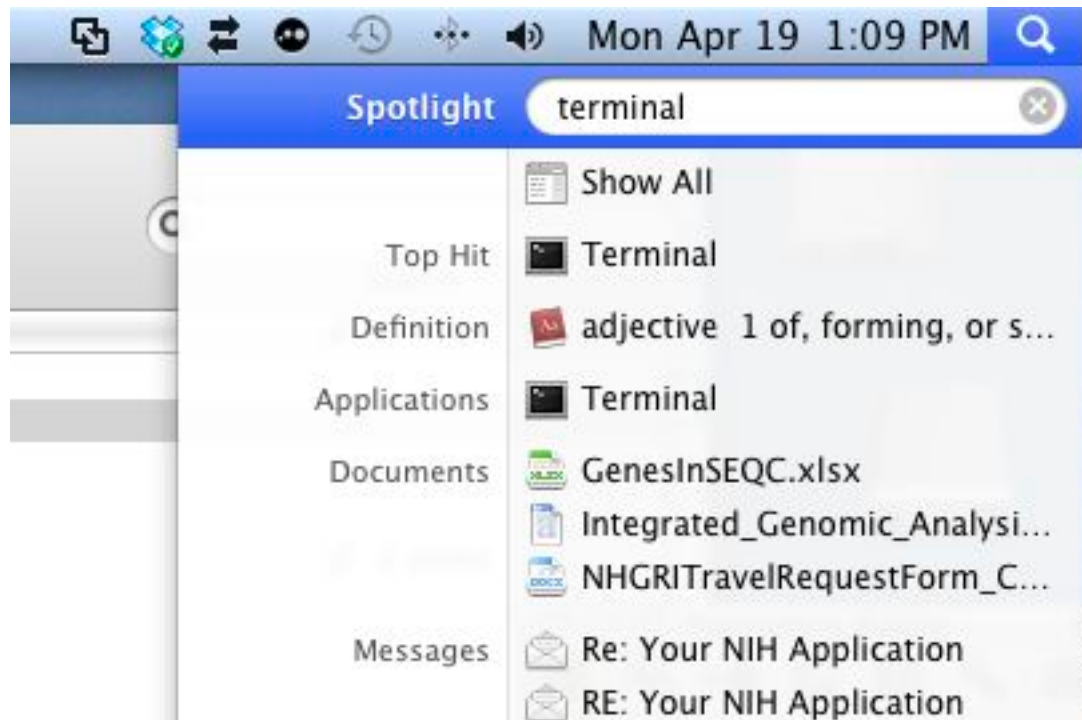 Mon Apr 19 1:09 PM
Spotlight terminal
Show All
Top Hit Terminal
Definition adjective 1 of, forming, or s...
Applications Terminal
Documents GenesInSEQC.xlsx
Integrated_Genomic_Analysi...
NHGRITravelRequestForm_C...
Messages Re: Your NIH Application
RE: Your NIH Application